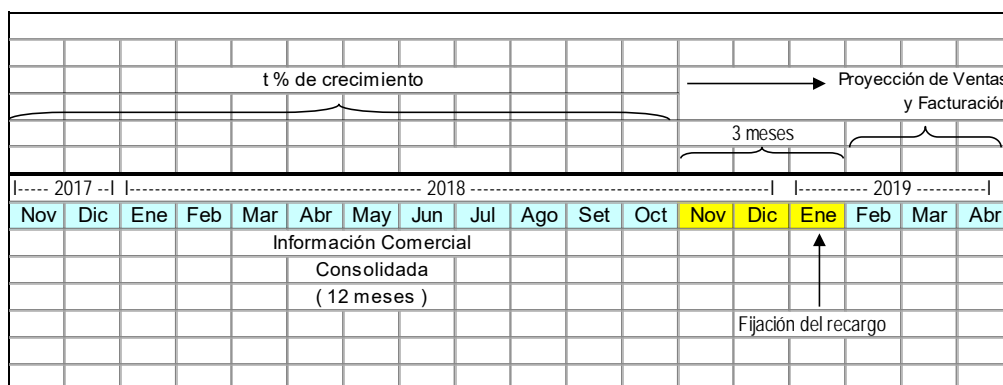 t % de crecimiento
Proyección de Ventas
y Facturación
3 meses
I----- 2017 --I I------------------------------------------ 2018 ------------------------------------------- I I---------- 2019 ----------I
Nov Dic Ene Feb Mar Abr May Jun Jul Ago Set Oct Nov Dic Ene Feb Mar Abr
Información Comercial
Consolidada
( 12 meses )
Fijación del recargo